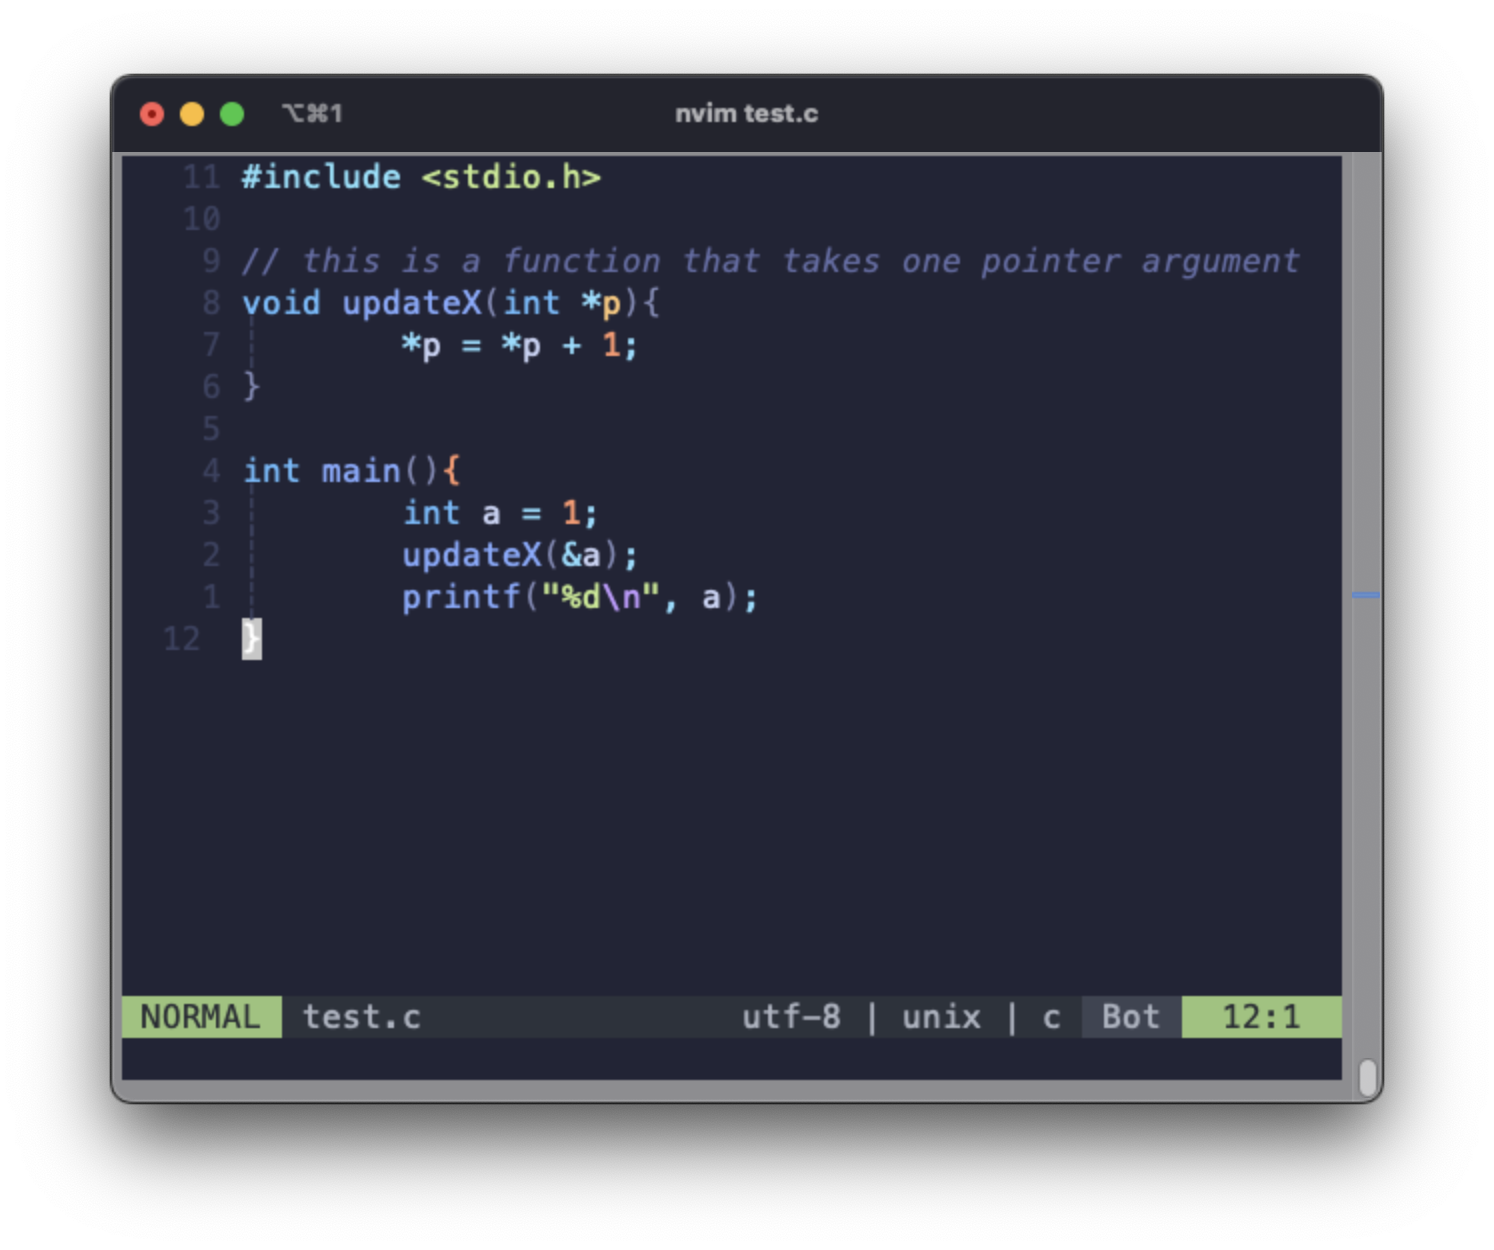 ⌥⌘1 nvim test.c
11 #include <stdio.h>
10
9 // this is a function that takes one pointer argument
8 void updateX(int *p){
7         *p = *p + 1;
6 }
5
4 int main(){
3         int a = 1;
2         updateX(&a);
1         printf("%d\n", a);
12 }
NORMAL test.c utf-8 | unix | c Bot 12:1